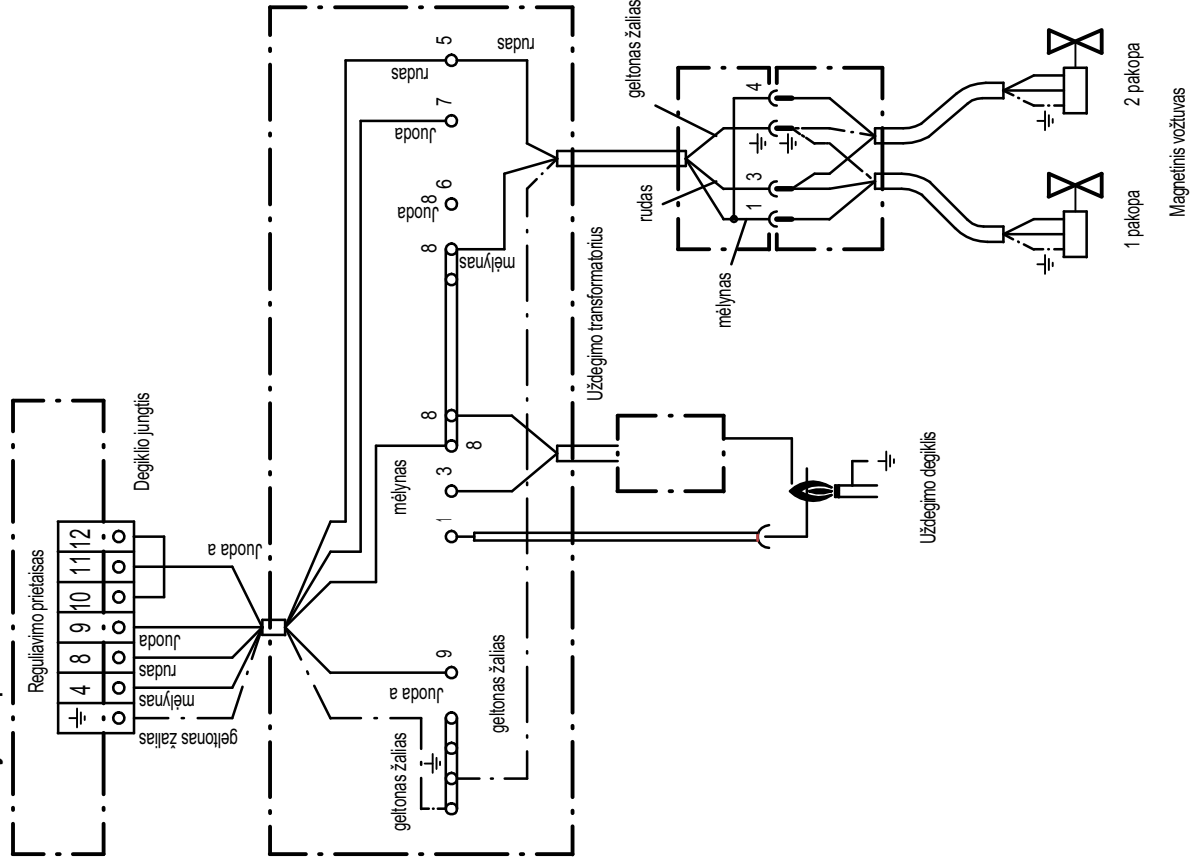 Reguliavimo prietaisas
4 8 9 10 11 12
Degiklio jungtis
geltonas žalias
mėlynas
rudas
Juoda
Juoda a
geltonas žalias
Juoda a
9
geltonas žalias
1
3
mėlynas
8
8
8
mėlynas
6
8
Juoda
7
Juoda
5
rudas
rudas
Uždegimo transformatorius
Uždegimo degiklis
geltonas žalias
rudas
mėlynas
1
3
4
1 pakopa
2 pakopa
Magnetinis vožtuvas